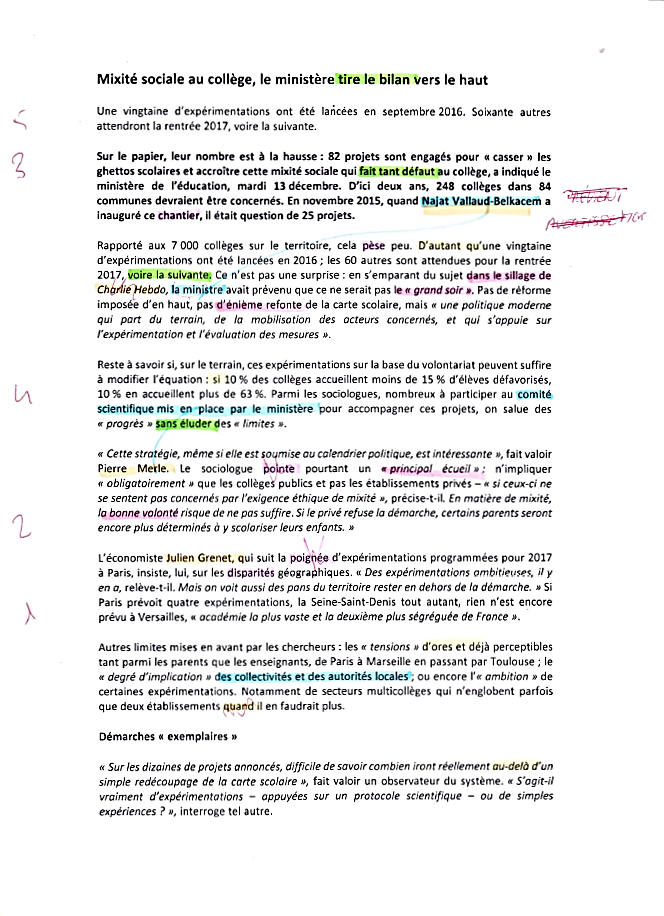 Mixité sociale au collège, le ministère tire le bilan vers le haut
Une vingtaine d'expérimentations ont été lancées en septembre 2016. Soixante autres
attendront la rentrée 2017, voire la suivante.
5
3
Sur le papier, leur nombre est à la hausse : 82 projets sont engagés pour « casser » les
ghettos scolaires et accroître cette mixité sociale qui fait tant défaut au collège, a indiqué le
ministère de l'éducation, mardi 13 décembre. D'ici deux ans, 248 collèges dans 84
communes devraient être concernés. En novembre 2015, quand Najat Vallaud-Belkacem a
inauguré ce chantier, il était question de 25 projets.
Rapporté aux 7 000 collèges sur le territoire, cela pèse peu. D'autant qu'une vingtaine
d'expérimentations ont été lancées en 2016 ; les 60 autres sont attendues pour la rentrée
2017, voire la suivante. Ce n'est pas une surprise : en s'emparant du sujet dans le sillage de
Charlie Hebdo, la ministre avait prévenu que ce ne serait pas le « grand soir ». Pas de réforme
imposée d'en haut, pas d'énième refonte de la carte scolaire, mais « une politique moderne
qui part du terrain, de la mobilisation des acteurs concernés, et qui s'appuie sur
l'expérimentation et l'évaluation des mesures ».
Reste à savoir si, sur le terrain, ces expérimentations sur la base du volontariat peuvent suffire
à modifier l'équation : si 10 % des collèges accueillent moins de 15 % d'élèves défavorisés,
10 % en accueillent plus de 63 %. Parmi les sociologues, nombreux à participer au comité
scientifique mis en place par le ministère pour accompagner ces projets, on salue des
« progrès » sans éluder des « limites ».
4
« Cette stratégie, même si elle est soumise au calendrier politique, est intéressante », fait valoir
Pierre Merle. Le sociologue pointe pourtant un « principal écueil » : n'impliquer
« obligatoirement » que les collèges publics et pas les établissements privés – « si ceux-ci ne
se sentent pas concernés par l'exigence éthique de mixité », précise-t-il. En matière de mixité,
la bonne volonté risque de ne pas suffire. Si le privé refuse la démarche, certains parents seront
encore plus déterminés à y scolariser leurs enfants. »
2
L'économiste Julien Grenet, qui suit la poignée d'expérimentations programmées pour 2017
à Paris, insiste, lui, sur les disparités géographiques. « Des expérimentations ambitieuses, il y
en a, relève-t-il. Mais on voit aussi des pans du territoire rester en dehors de la démarche. » Si
Paris prévoit quatre expérimentations, la Seine-Saint-Denis tout autant, rien n'est encore
prévu à Versailles, « académie la plus vaste et la deuxième plus ségréguée de France ».
1
Autres limites mises en avant par les chercheurs : les « tensions » d'ores et déjà perceptibles
tant parmi les parents que les enseignants, de Paris à Marseille en passant par Toulouse ; le
« degré d'implication » des collectivités et des autorités locales ; ou encore l'« ambition » de
certaines expérimentations. Notamment de secteurs multicollèges qui n'englobent parfois
que deux établissements quand il en faudrait plus.
Démarches « exemplaires »
« Sur les dizaines de projets annoncés, difficile de savoir combien iront réellement au-delà d'un
simple redécoupage de la carte scolaire », fait valoir un observateur du système. « S'agit-il
vraiment d'expérimentations – appuyées sur un protocole scientifique – ou de simples
expériences ? », interroge tel autre.